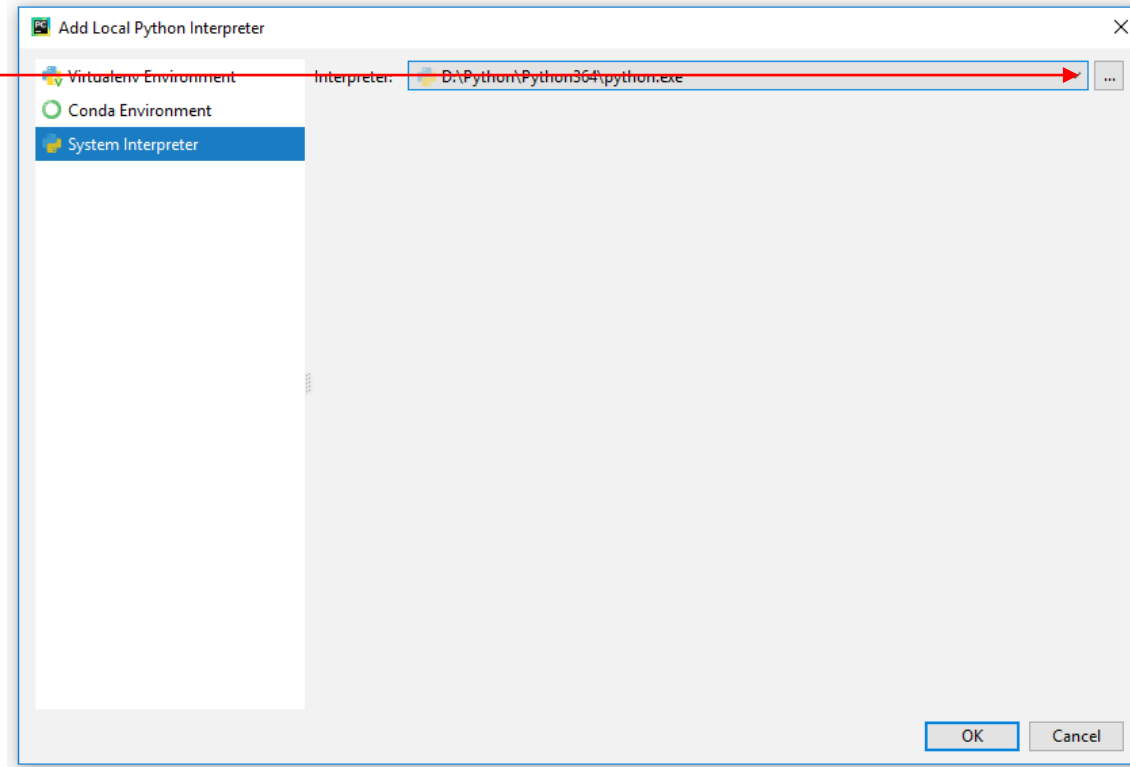 Add Local Python Interpreter
Virtualenv Environment
Interpreter: D:\Python\Python364\python.exe ...
Conda Environment
System Interpreter
OK Cancel